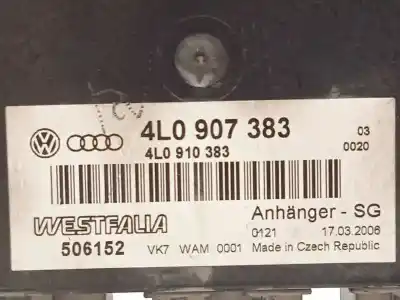 4L0 907 383 03
4L0 910 383 0020
WESTFALIA Anhänger - SG
0121 17.03.2006
506152 VK7 WAM 0001 Made in Czech Republic